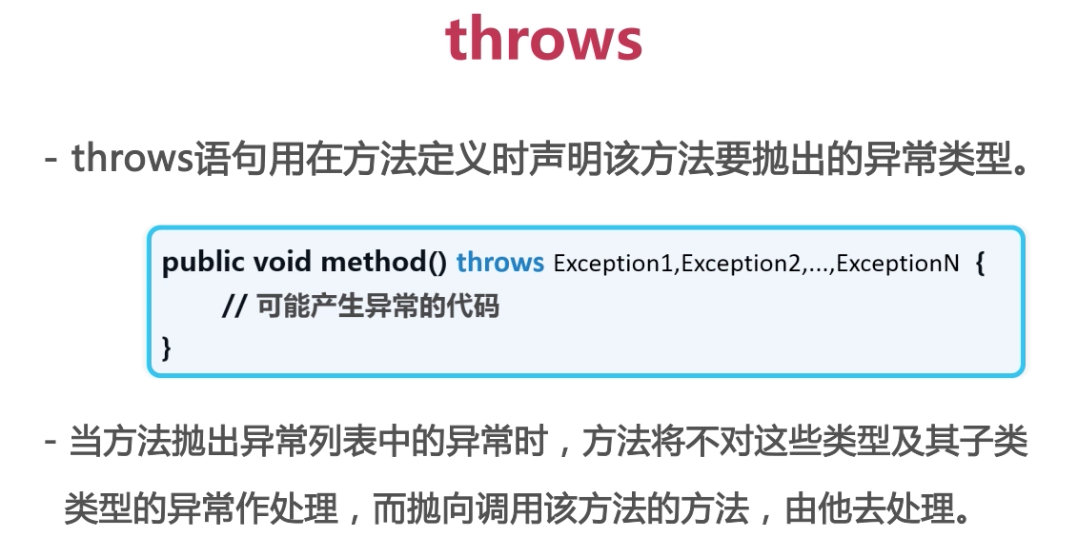 throws
- throws语句用在方法定义时声明该方法要抛出的异常类型。
public void method() throws Exception1,Exception2,...,ExceptionN {
// 可能产生异常的代码
}
- 当方法抛出异常列表中的异常时，方法将不对这些类型及其子类
类型的异常作处理，而抛向调用该方法的方法，由他去处理。